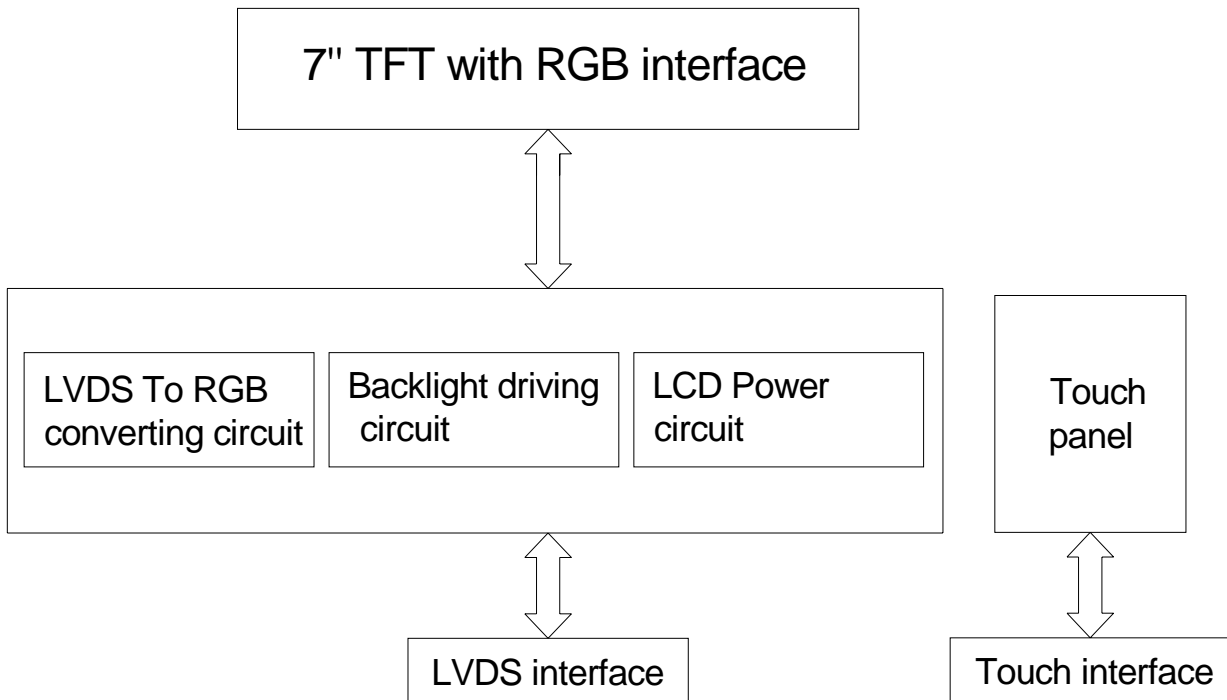 7" TFT with RGB interface
LVDS To RGB
converting circuit
Backlight driving
circuit
LCD Power
circuit
Touch
panel
LVDS interface
Touch interface